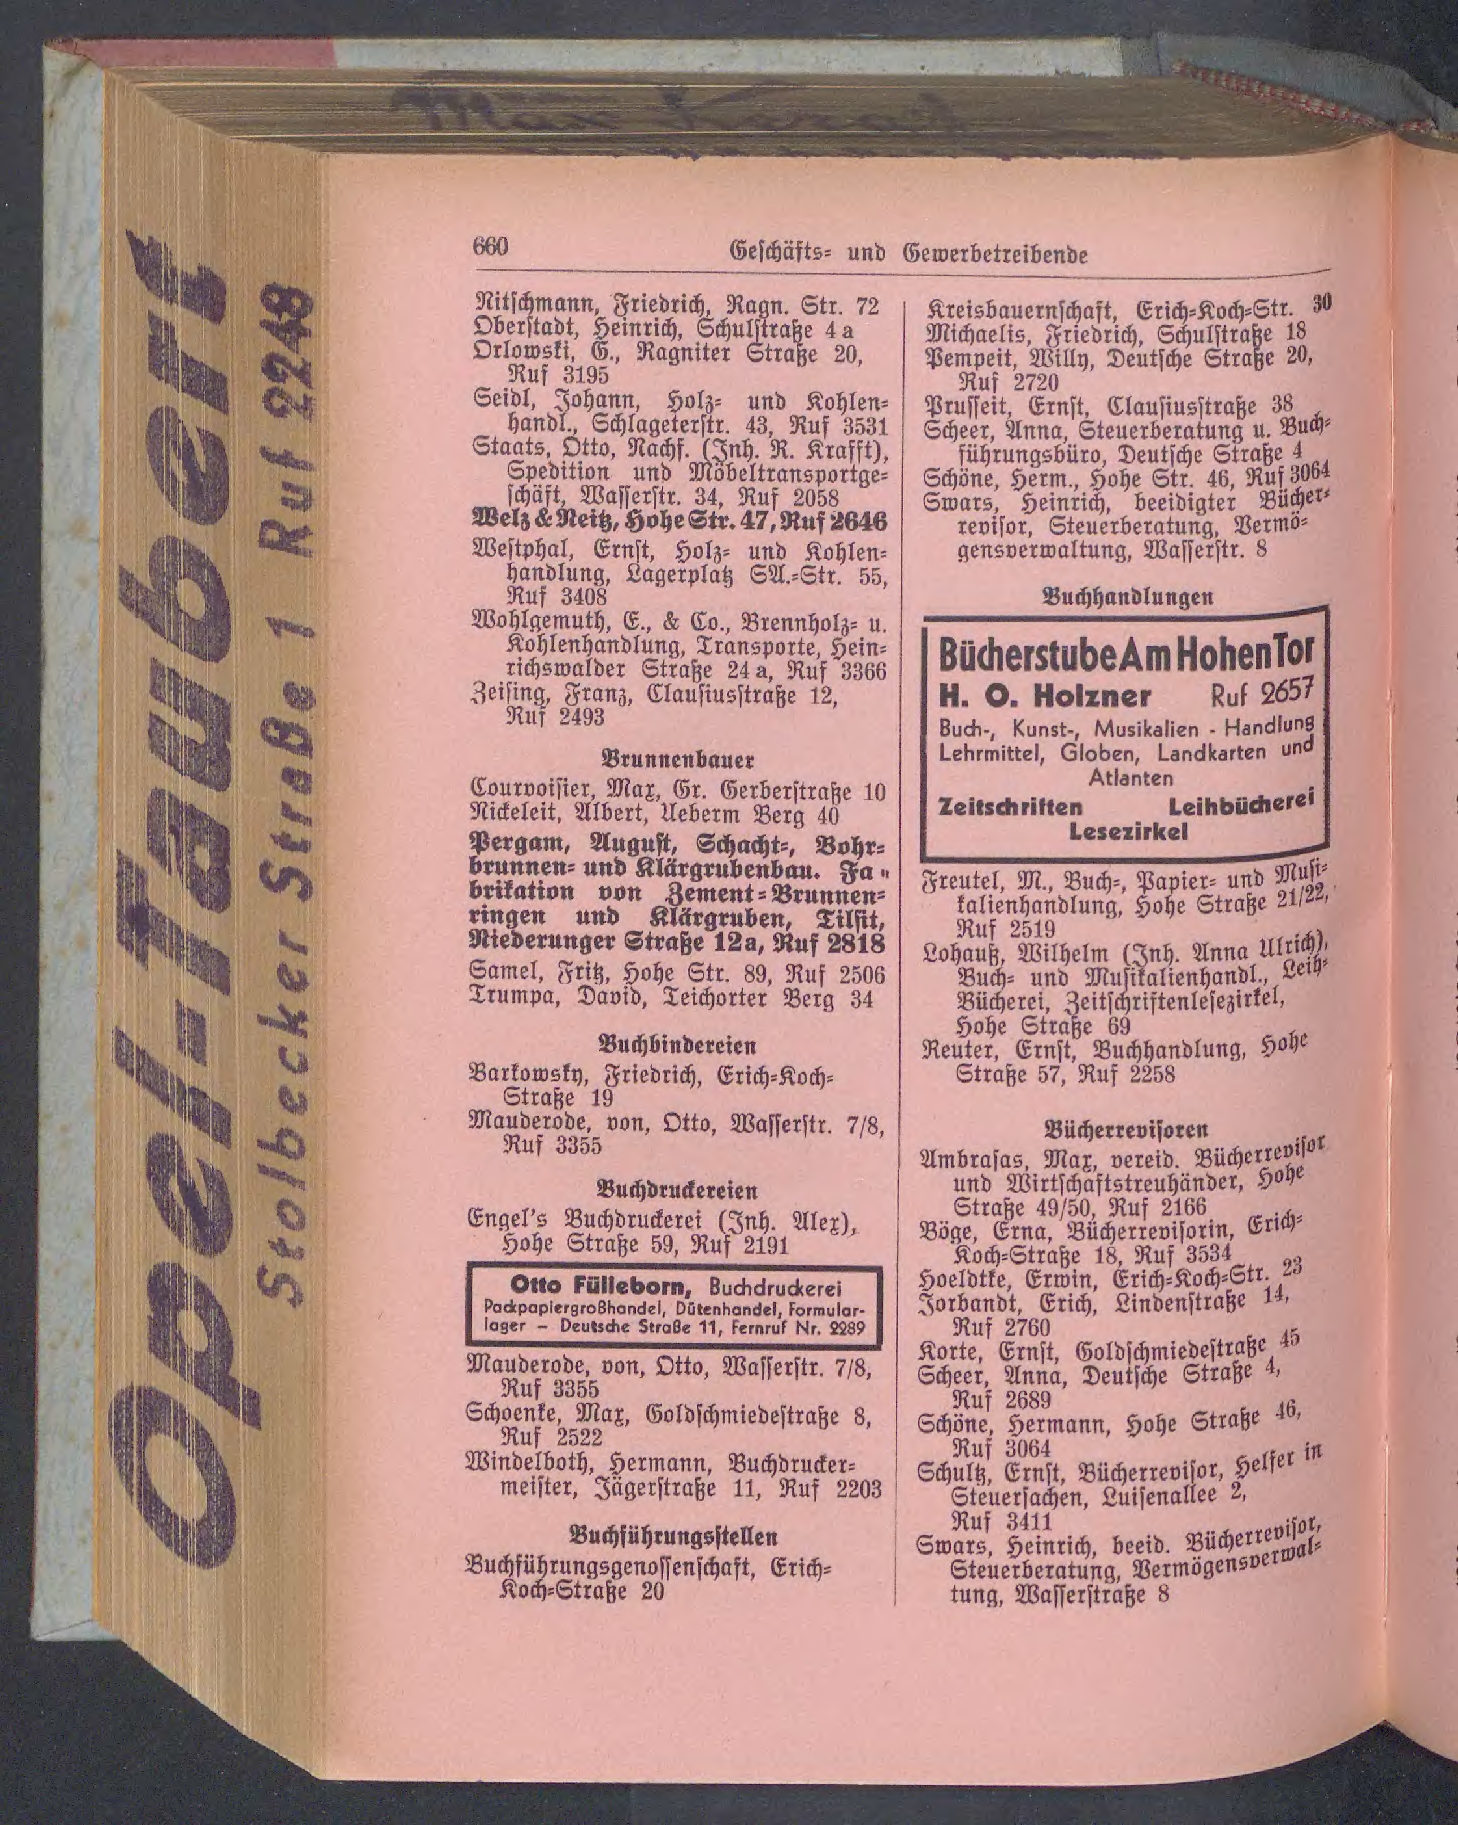 Opel-Taubert
Stolbecker Straße 1 Ruf 2248
660
Geschäfts- und Gewerbetreibende
Nitschmann, Friedrich, Ragn. Str. 72
Oberstadt, Heinrich, Schulstraße 4 a
Orlowski, G., Ragniter Straße 20,
Ruf 3195
Seidl, Johann, Holz- und Kohlen-
handl., Schlageterstr. 43, Ruf 3531
Staats, Otto, Nachf. (Inh. R. Krafft),
Spedition und Möbeltransportge-
schäft, Wasserstr. 34, Ruf 2058
Welz & Neitz, Hohe Str. 47, Ruf 2646
Westphal, Ernst, Holz- und Kohlen-
handlung, Lagerplatz SA.-Str. 55,
Ruf 3408
Wohlgemuth, E., & Co., Brennholz- u.
Kohlenhandlung, Transporte, Hein-
richswalder Straße 24 a, Ruf 3366
Zeising, Franz, Clausiusstraße 12,
Ruf 2493
Brunnenbauer
Courvoisier, Max, Gr. Gerberstraße 10
Nickeleit, Albert, Ueberm Berg 40
Pergam, August, Schacht-, Bohr-
brunnen- und Klärgrubenbau. Fa-
brikation von Zement-Brunnen-
ringen und Klärgruben, Tilsit,
Niederunger Straße 12a, Ruf 2818
Samel, Fritz, Hohe Str. 89, Ruf 2506
Trumpa, David, Teichorter Berg 34
Buchbindereien
Barkowsky, Friedrich, Erich-Koch-
Straße 19
Mauderode, von, Otto, Wasserstr. 7/8,
Ruf 3355
Buchdruckereien
Engel's Buchdruckerei (Inh. Alex),
Hohe Straße 59, Ruf 2191
Otto Fülleborn, Buchdruckerei
Packpapiergroßhandel, Dütenhandel, Formular-
lager – Deutsche Straße 11, Fernruf Nr. 2289
Mauderode, von, Otto, Wasserstr. 7/8,
Ruf 3355
Schoenke, Max, Goldschmiedestraße 8,
Ruf 2522
Windelboth, Hermann, Buchdrucker-
meister, Jägerstraße 11, Ruf 2203
Buchführungsstellen
Buchführungsgenossenschaft, Erich-
Koch-Straße 20
Kreisbauernschaft, Erich-Koch-Str. 30
Michaelis, Friedrich, Schulstraße 18
Pempeit, Willy, Deutsche Straße 20,
Ruf 2720
Prusseit, Ernst, Clausiusstraße 38
Scheer, Anna, Steuerberatung u. Buch-
führungsbüro, Deutsche Straße 4
Schöne, Herm., Hohe Str. 46, Ruf 3064
Swars, Heinrich, beeidigter Bücher-
revisor, Steuerberatung, Vermö-
gensverwaltung, Wasserstr. 8
Buchhandlungen
Bücherstube Am Hohen Tor
H. O. Holzner Ruf 2657
Buch-, Kunst-, Musikalien - Handlung
Lehrmittel, Globen, Landkarten und
Atlanten
Zeitschriften Leihbücherei
Lesezirkel
Freutel, M., Buch-, Papier- und Musi-
kalienhandlung, Hohe Straße 21/22,
Ruf 2519
Lohauß, Wilhelm (Inh. Anna Ulrich),
Buch- und Musikalienhandl., Leih-
Bücherei, Zeitschriftenlesezirkel,
Hohe Straße 69
Reuter, Ernst, Buchhandlung, Hohe
Straße 57, Ruf 2258
Bücherrevisoren
Ambrasas, Max, vereid. Bücherrevisor
und Wirtschaftstreuhänder, Hohe
Straße 49/50, Ruf 2166
Böge, Erna, Bücherrevisorin, Erich-
Koch-Straße 18, Ruf 3534
Hoeldtke, Erwin, Erich-Koch-Str. 23
Jorbandt, Erich, Lindenstraße 14,
Ruf 2760
Korte, Ernst, Goldschmiedestraße 45
Scheer, Anna, Deutsche Straße 4,
Ruf 2689
Schöne, Hermann, Hohe Straße 46,
Ruf 3064
Schultz, Ernst, Bücherrevisor, Helfer in
Steuersachen, Luisenallee 2,
Ruf 3411
Swars, Heinrich, beeid. Bücherrevisor,
Steuerberatung, Vermögensverwal-
tung, Wasserstraße 8